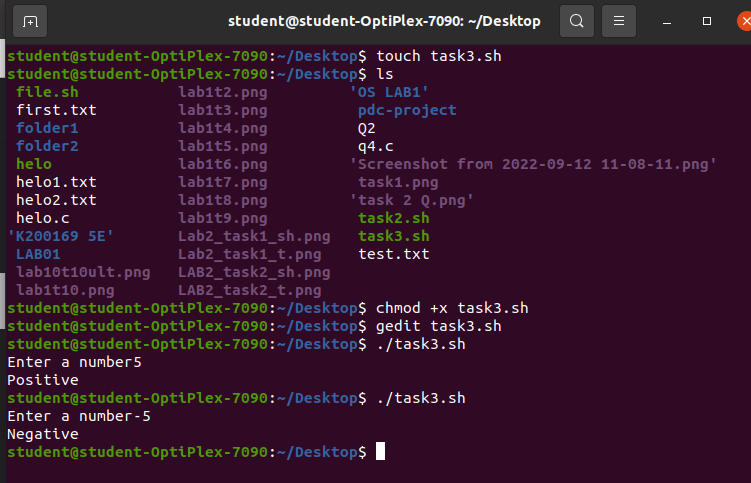 student@student-OptiPlex-7090: ~/Desktop
student@student-OptiPlex-7090:~/Desktop$ touch task3.sh
student@student-OptiPlex-7090:~/Desktop$ ls
file.sh lab1t2.png 'OS LAB1'
first.txt lab1t3.png pdc-project
folder1 lab1t4.png Q2
folder2 lab1t5.png q4.c
helo lab1t6.png 'Screenshot from 2022-09-12 11-08-11.png'
helo1.txt lab1t7.png task1.png
helo2.txt lab1t8.png 'task 2 Q.png'
helo.c lab1t9.png task2.sh
'K200169 5E' Lab2_task1_sh.png task3.sh
LAB01 Lab2_task1_t.png test.txt
lab10t10ult.png LAB2_task2_sh.png
lab1t10.png LAB2_task2_t.png
student@student-OptiPlex-7090:~/Desktop$ chmod +x task3.sh
student@student-OptiPlex-7090:~/Desktop$ gedit task3.sh
student@student-OptiPlex-7090:~/Desktop$ ./task3.sh
Enter a number5
Positive
student@student-OptiPlex-7090:~/Desktop$ ./task3.sh
Enter a number-5
Negative
student@student-OptiPlex-7090:~/Desktop$